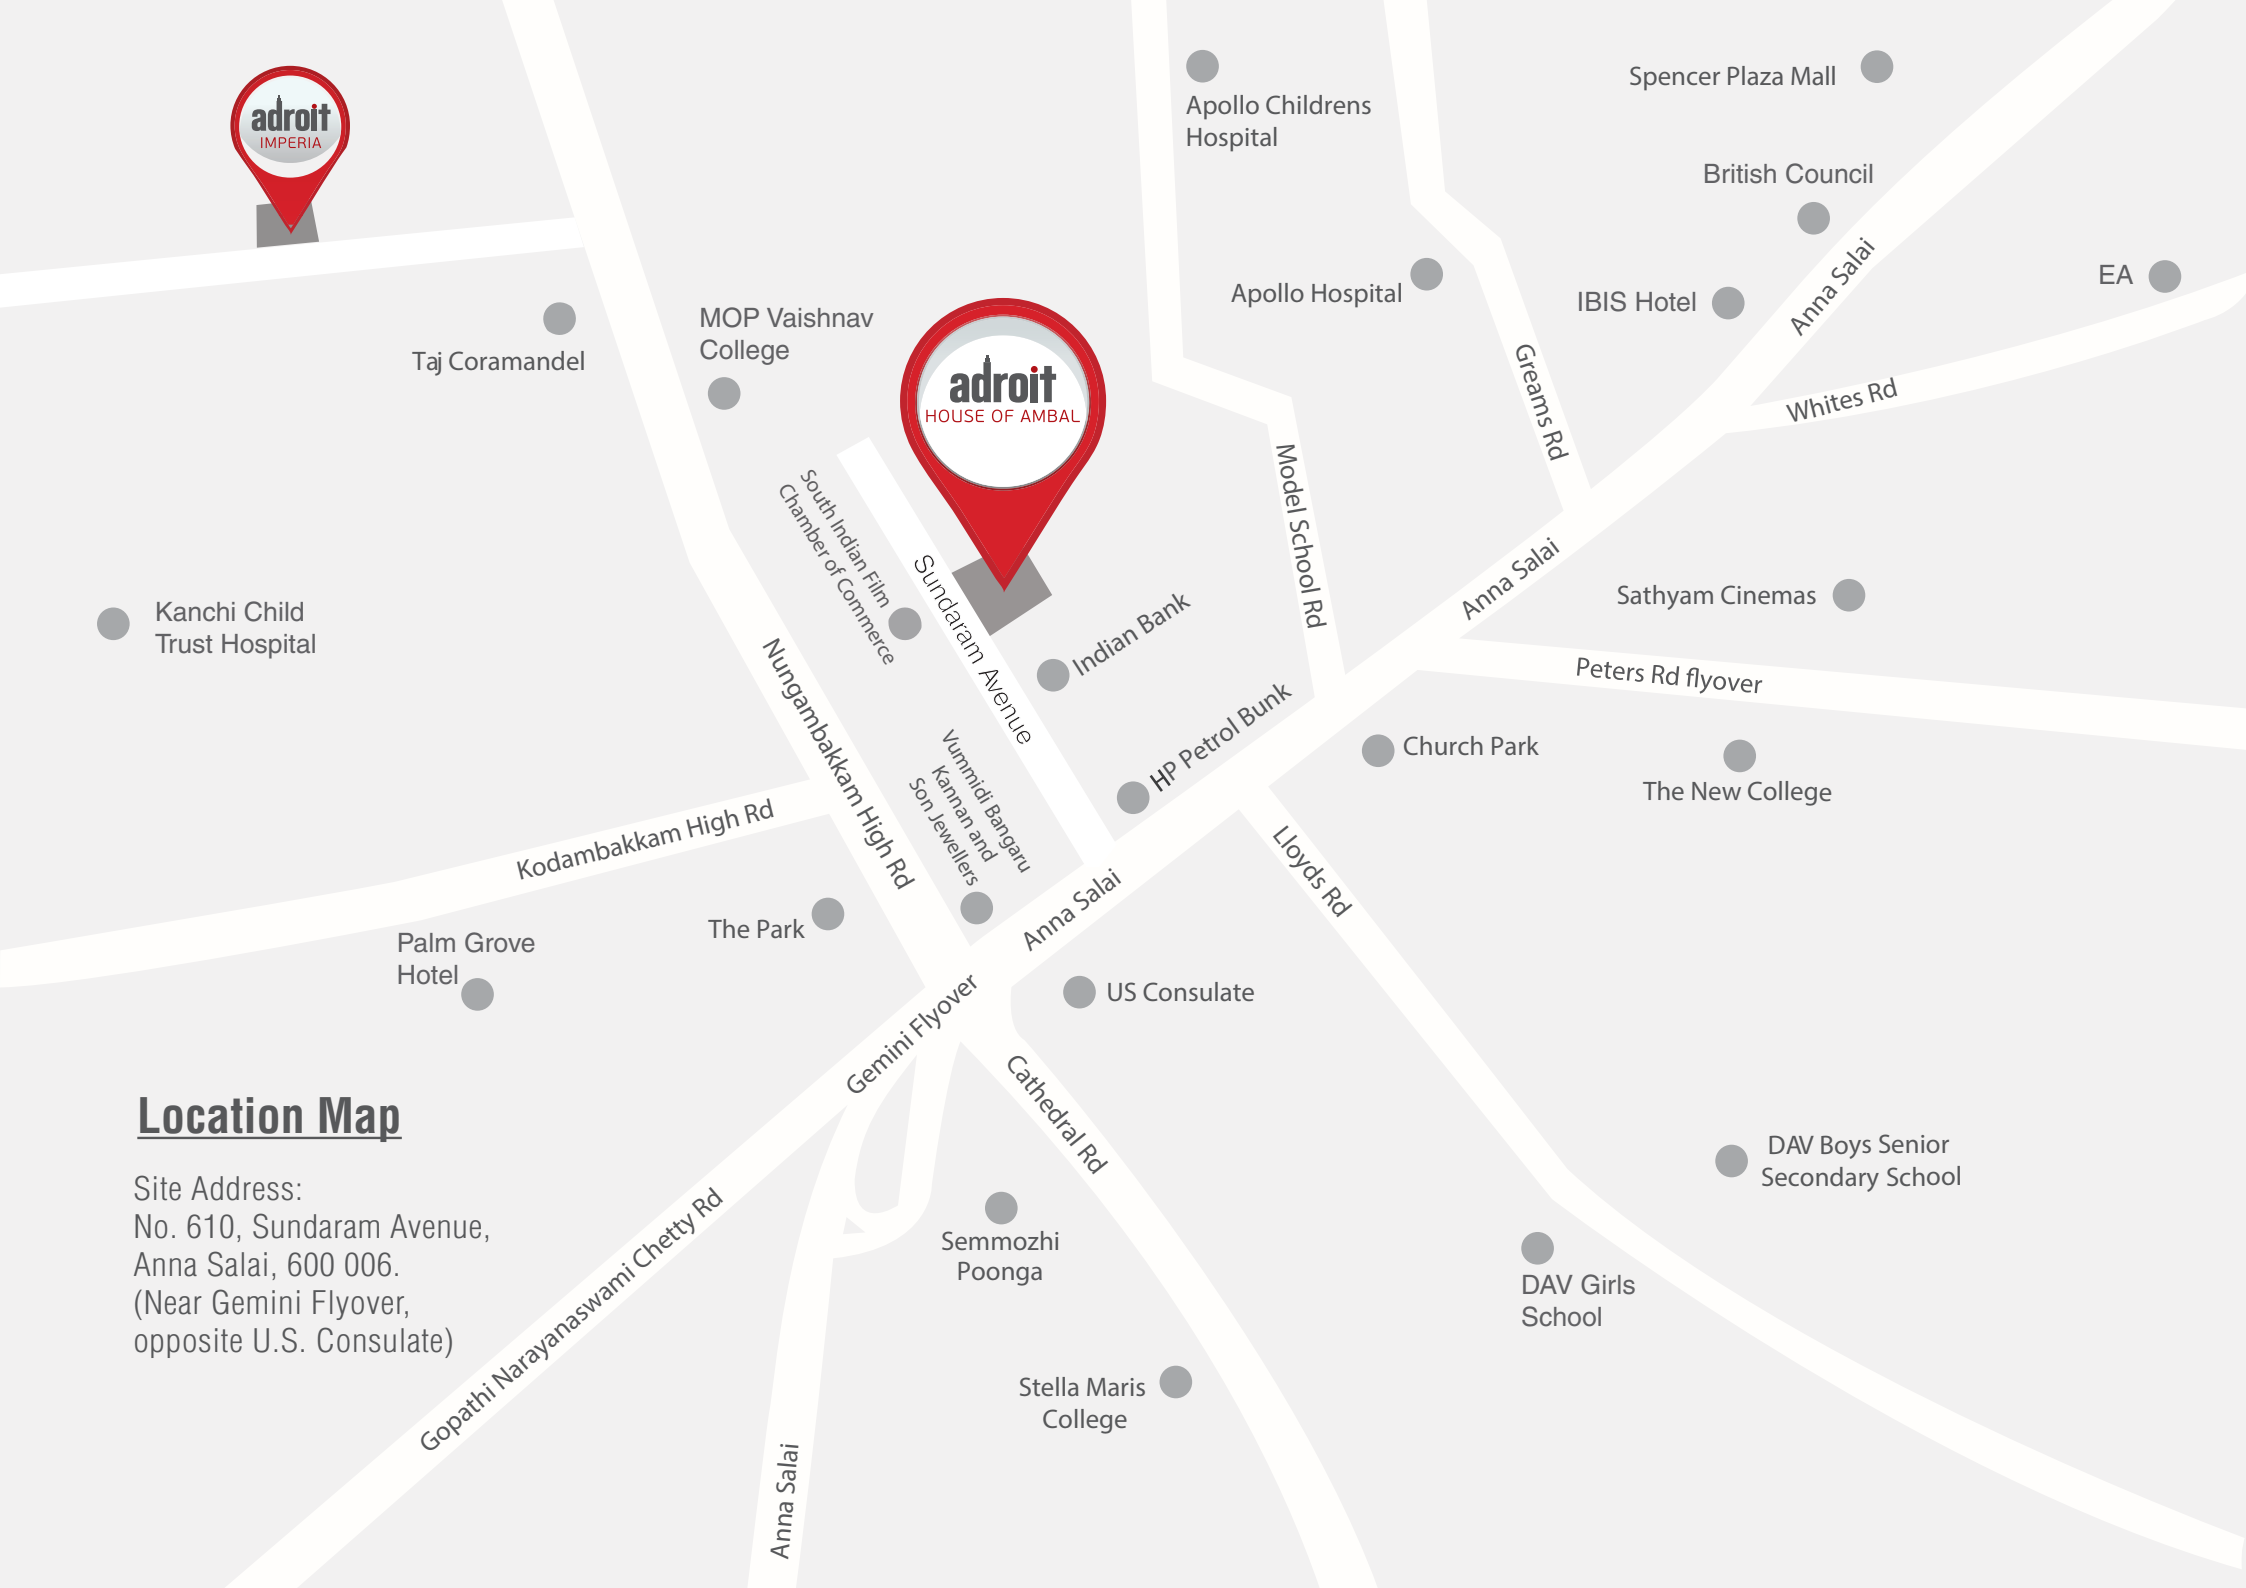 adroit
IMPERIA
Apollo Childrens
Hospital
Spencer Plaza Mall
British Council
Anna Salai
EA
Apollo Hospital
IBIS Hotel
MOP Vaishnav
College
Taj Coramandel
adroit
HOUSE OF AMBAL
Greams Rd
Whites Rd
Model School Rd
South Indian Film
Chamber of Commerce
Sundaram Avenue
Indian Bank
Anna Salai
Sathyam Cinemas
Kanchi Child
Trust Hospital
Peters Rd flyover
Nungambakkam High Rd
HP Petrol Bunk
Church Park
The New College
Vummidi Bangaru
Kannan and
Son Jewellers
Kodambakkam High Rd
Lloyds Rd
Anna Salai
The Park
Palm Grove
Hotel
US Consulate
Gemini Flyover
Cathedral Rd
Location Map
Site Address:
No. 610, Sundaram Avenue,
Anna Salai, 600 006.
(Near Gemini Flyover,
opposite U.S. Consulate)
DAV Boys Senior
Secondary School
Gopathi Narayanaswami Chetty Rd
Semmozhi
Poonga
DAV Girls
School
Stella Maris
College
Anna Salai